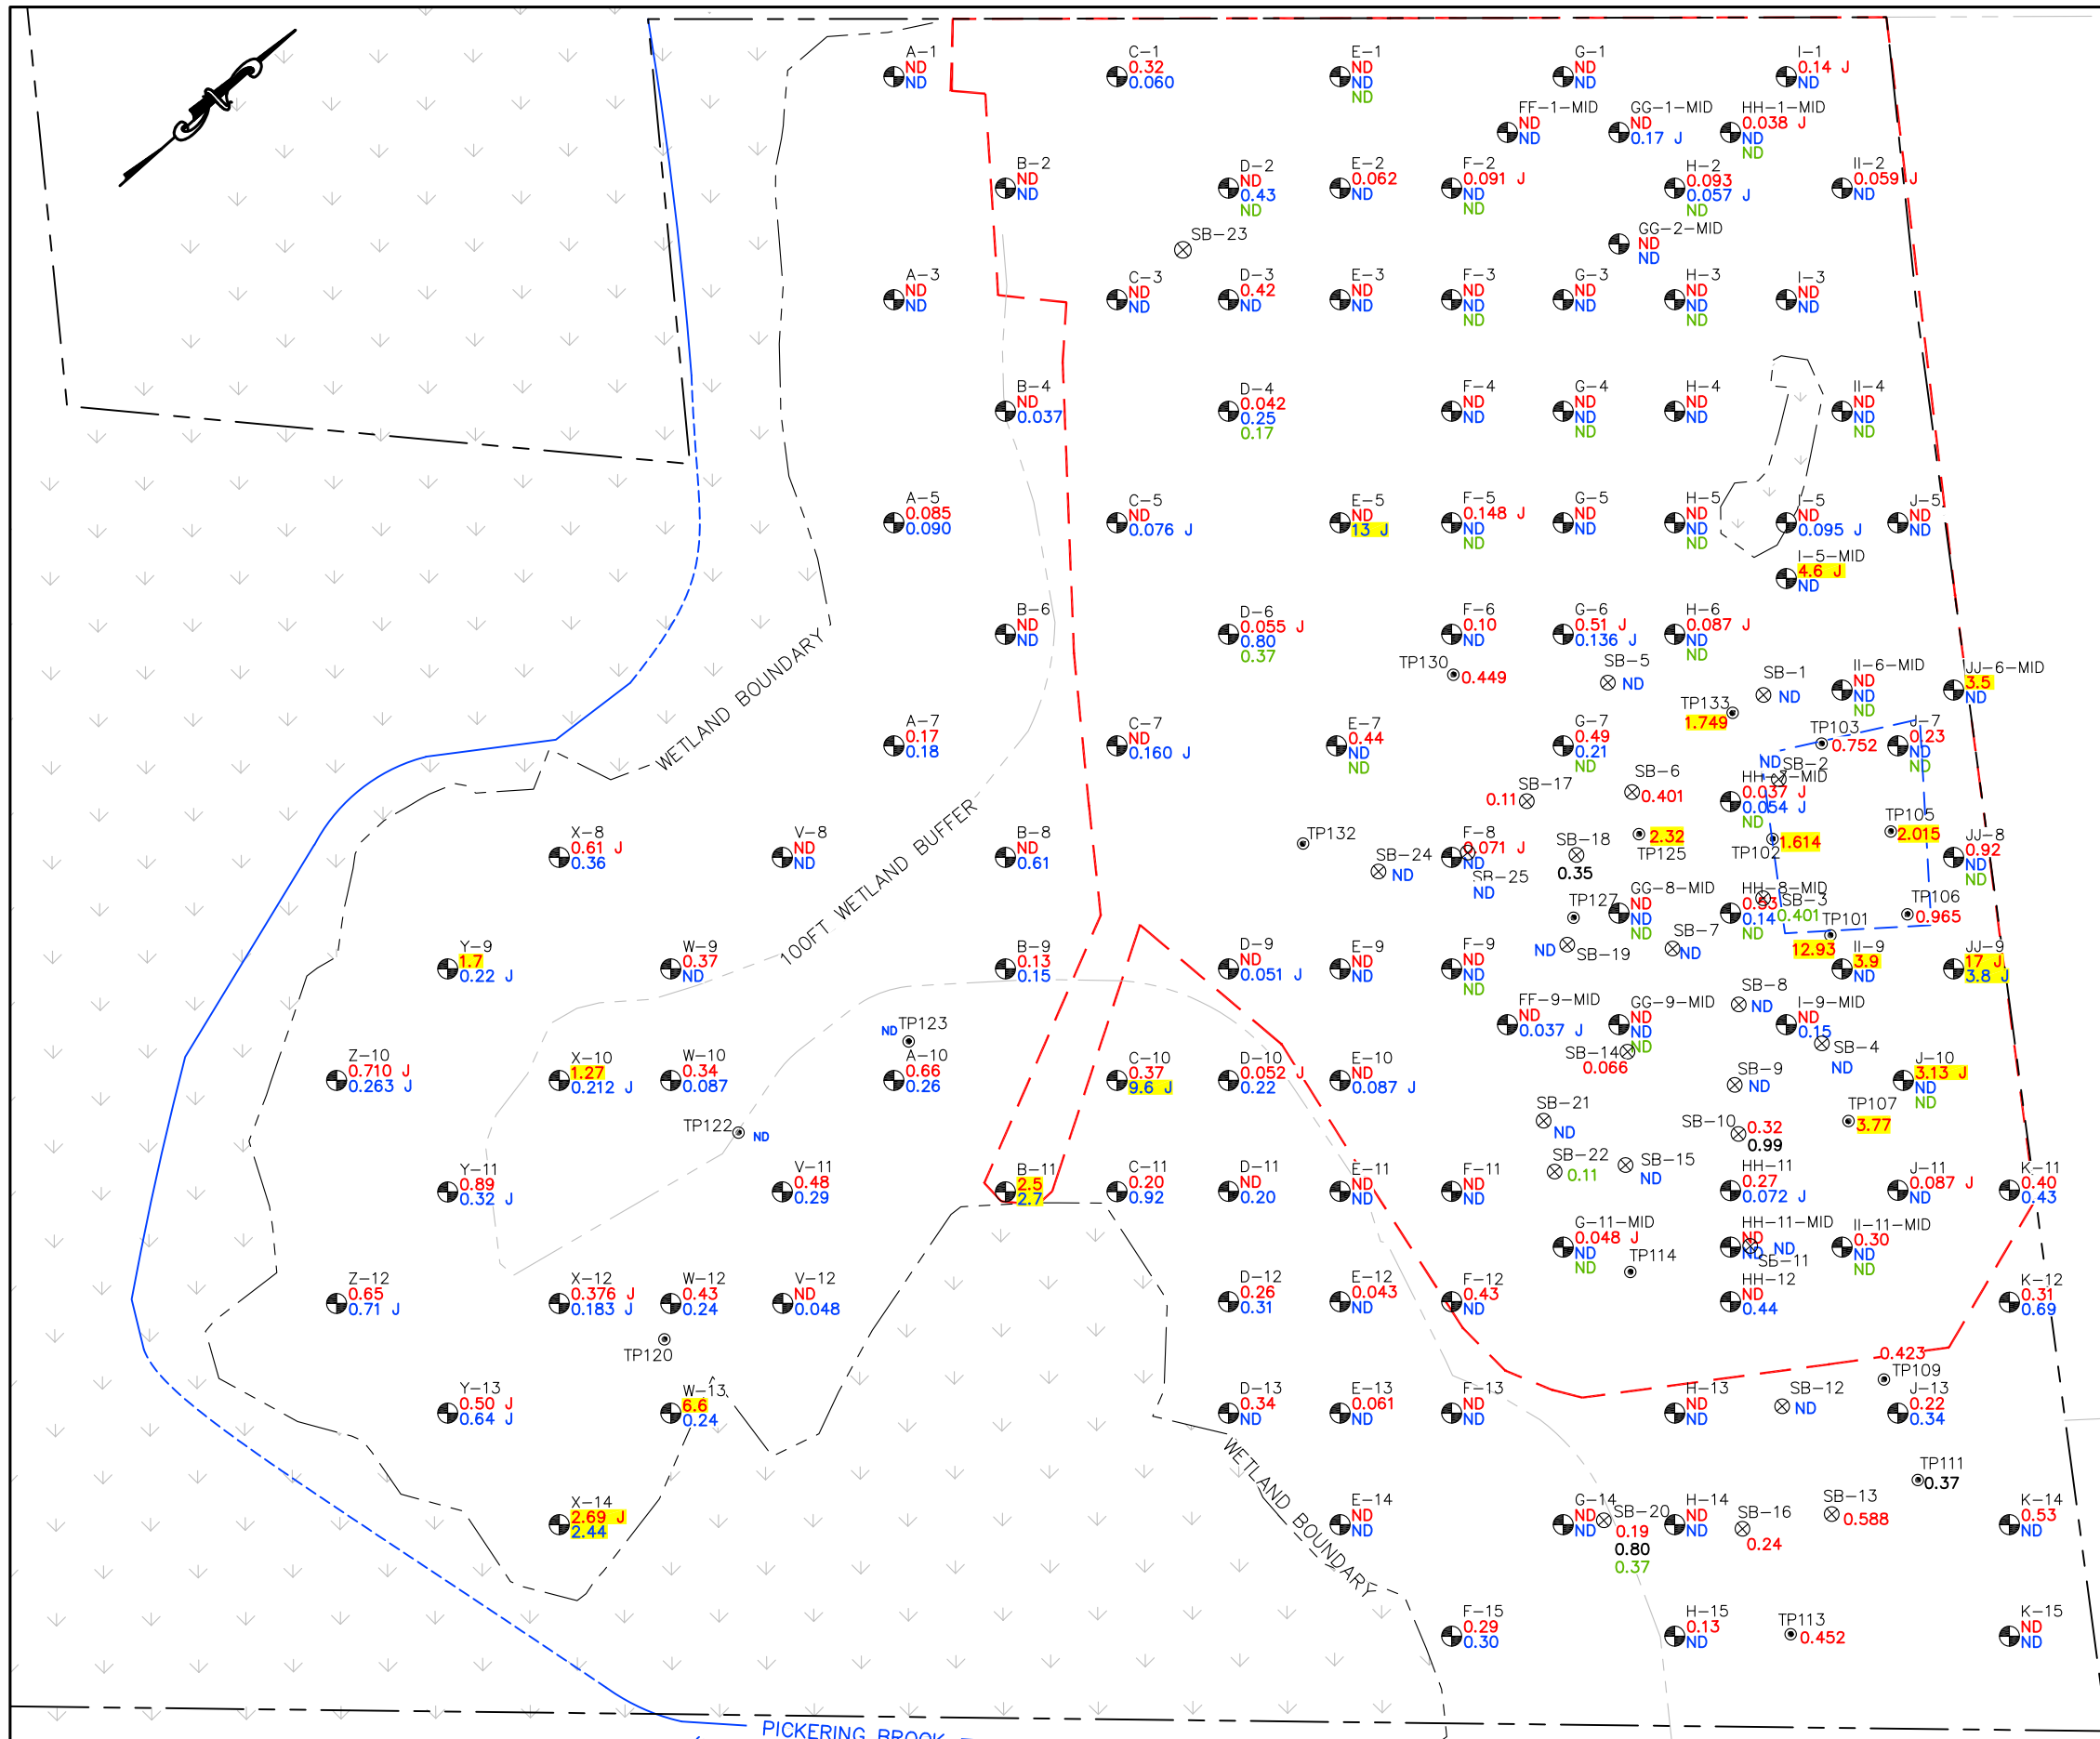 A-1
ND
ND
C-1
0.32
0.060
E-1
ND
ND
ND
G-1
ND
ND
I-1
0.14 J
ND
FF-1-MID
ND
ND
GG-1-MID
ND
0.17 J
HH-1-MID
0.038 J
ND
ND
B-2
ND
ND
D-2
ND
0.43
ND
E-2
0.062
ND
F-2
0.091 J
ND
ND
H-2
0.093
0.057 J
ND
II-2
0.059 J
ND
SB-23
GG-2-MID
ND
ND
A-3
ND
ND
C-3
ND
ND
D-3
0.42
ND
E-3
ND
ND
F-3
ND
ND
ND
G-3
ND
ND
H-3
ND
ND
ND
I-3
ND
ND
B-4
ND
0.037
D-4
0.042
0.25
0.17
F-4
ND
ND
G-4
ND
ND
ND
H-4
ND
ND
II-4
ND
ND
ND
A-5
0.085
0.090
C-5
ND
0.076 J
E-5
ND
13 J
F-5
0.148 J
ND
ND
G-5
ND
ND
H-5
ND
ND
ND
I-5
ND
0.095 J
J-5
ND
ND
I-5-MID
4.6 J
ND
B-6
ND
ND
D-6
0.055 J
0.80
0.37
F-6
0.10
ND
G-6
0.51 J
0.136 J
H-6
0.087 J
ND
ND
WETLAND BOUNDARY
TP130
0.449
SB-5
ND
SB-1
ND
II-6-MID
ND
ND
ND
JJ-6-MID
3.5
ND
TP133
1.749
A-7
0.17
0.18
C-7
ND
0.160 J
E-7
0.44
ND
ND
G-7
0.49
0.21
ND
TP103
0.752
J-7
0.23
ND
ND
ND
SB-2
SB-17
0.11
SB-6
0.401
HH-7-MID
0.037 J
0.054 J
ND
100FT WETLAND BUFFER
X-8
0.61 J
0.36
V-8
ND
ND
B-8
ND
0.61
TP132
SB-24
ND
F-8
0.071 J
ND
SB-25
ND
SB-18
0.35
2.32
TP125
1.614
TP102
TP105
2.015
JJ-8
0.92
ND
ND
TP127
GG-8-MID
ND
ND
ND
HH-8-MID
0.53
0.14
ND
SB-3
0.401
TP106
0.965
TP101
12.93
Y-9
1.7
0.22 J
W-9
0.37
ND
B-9
0.13
0.15
D-9
ND
0.051 J
E-9
ND
ND
F-9
ND
ND
ND
ND
SB-19
SB-7
ND
II-9
3.9
ND
JJ-9
17 J
3.8 J
FF-9-MID
ND
0.037 J
GG-9-MID
ND
ND
ND
SB-8
ND
I-9-MID
ND
0.15
ND
TP123
SB-14
0.066
SB-4
ND
Z-10
0.710 J
0.263 J
X-10
1.27
0.212 J
W-10
0.34
0.087
A-10
0.66
0.26
C-10
0.37
9.6 J
D-10
0.052 J
0.22
E-10
ND
0.087 J
SB-9
ND
J-10
3.13 J
ND
ND
TP122
ND
SB-21
ND
SB-10
0.32
0.99
TP107
3.77
Y-11
0.89
0.32 J
V-11
0.48
0.29
B-11
2.5
2.7
C-11
0.20
0.92
D-11
ND
0.20
E-11
ND
ND
F-11
ND
ND
SB-22
0.11
SB-15
ND
HH-11
0.27
0.072 J
J-11
0.087 J
ND
K-11
0.40
0.43
G-11-MID
0.048 J
ND
ND
TP114
HH-11-MID
ND
ND
ND
SB-11
II-11-MID
0.30
ND
ND
Z-12
0.65
0.71 J
X-12
0.376 J
0.183 J
W-12
0.43
0.24
V-12
ND
0.048
D-12
0.26
0.31
E-12
0.043
ND
F-12
0.43
ND
HH-12
ND
0.44
K-12
0.31
0.69
TP120
0.423
TP109
Y-13
0.50 J
0.64 J
W-13
6.6
0.24
D-13
0.34
ND
E-13
0.061
ND
F-13
ND
ND
H-13
ND
ND
SB-12
ND
J-13
0.22
0.34
WETLAND BOUNDARY
TP111
0.37
X-14
2.69 J
2.44
E-14
ND
ND
G-14
ND
ND
SB-20
0.19
0.80
0.37
H-14
ND
ND
SB-16
0.24
SB-13
0.588
K-14
0.53
ND
F-15
0.29
0.30
H-15
0.13
ND
TP113
0.452
K-15
ND
ND
PICKERING BROOK